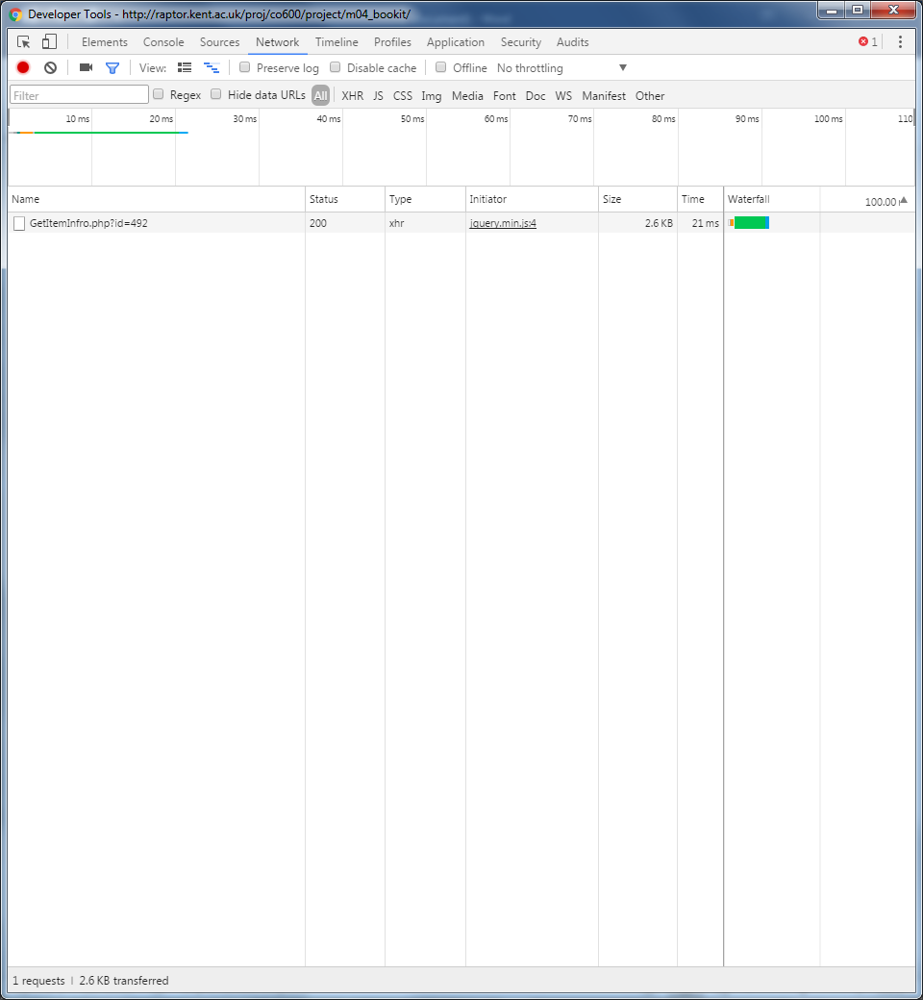 Developer Tools - http://raptor.kent.ac.uk/proj/co600/project/m04_bookit/
Elements Console Sources Network Timeline Profiles Application Security Audits 1
View: Preserve log Disable cache Offline No throttling
Filter Regex Hide data URLs All XHR JS CSS Img Media Font Doc WS Manifest Other
10 ms 20 ms 30 ms 40 ms 50 ms 60 ms 70 ms 80 ms 90 ms 100 ms 110
Name Status Type Initiator Size Time Waterfall 100.00
GetItemInfro.php?id=492 200 xhr jquery.min.js:4 2.6 KB 21 ms
1 requests | 2.6 KB transferred